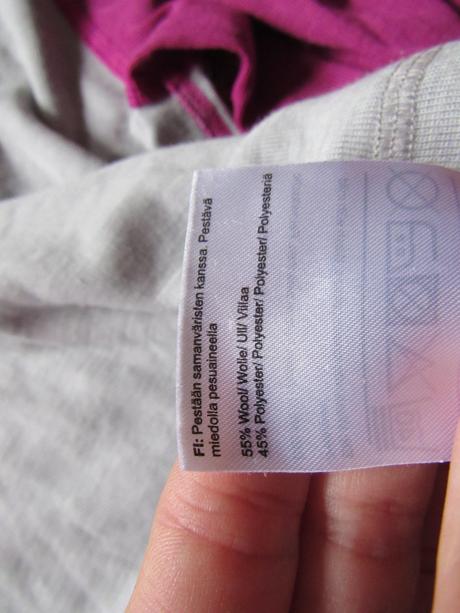 FI: Pestään samanväristen kanssa. Pestävä
miedolla pesuaineella
55% Wool/ Wolle/ Ull/ Villaa
45% Polyester/ Polyester/ Polyester/ Polyesteriä